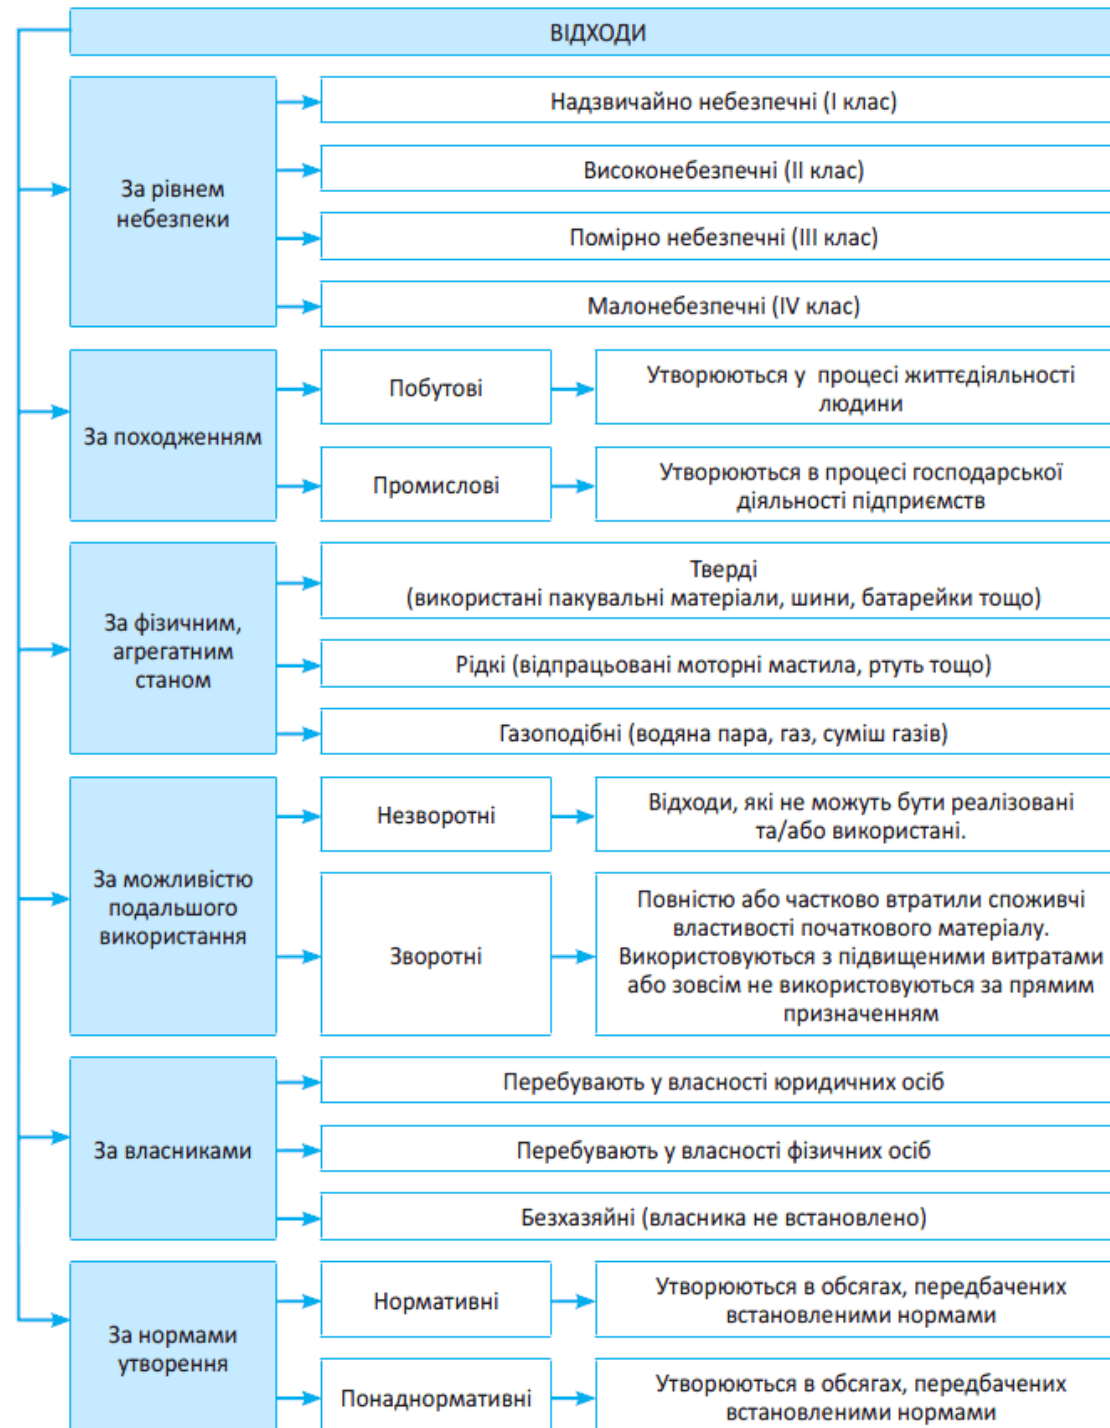 ВІДХОДИ
За рівнем
небезпеки
Надзвичайно небезпечні (I клас)
Високонебезпечні (II клас)
Помірно небезпечні (III клас)
Малонебезпечні (IV клас)
За походженням
Побутові
Утворюються у процесі життєдіяльності
людини
Промислові
Утворюються в процесі господарської
діяльності підприємств
За фізичним,
агрегатним
станом
Тверді
(використані пакувальні матеріали, шини, батарейки тощо)
Рідкі (відпрацьовані моторні мастила, ртуть тощо)
Газоподібні (водяна пара, газ, суміш газів)
За можливістю
подальшого
використання
Незворотні
Відходи, які не можуть бути реалізовані
та/або використані.
Зворотні
Повністю або частково втратили споживчі
властивості початкового матеріалу.
Використовуються з підвищеними витратами
або зовсім не використовуються за прямим
призначенням
За власниками
Перебувають у власності юридичних осіб
Перебувають у власності фізичних осіб
Безхазяйні (власника не встановлено)
За нормами
утворення
Нормативні
Утворюються в обсягах, передбачених
встановленими нормами
Понаднормативні
Утворюються в обсягах, передбачених
встановленими нормами